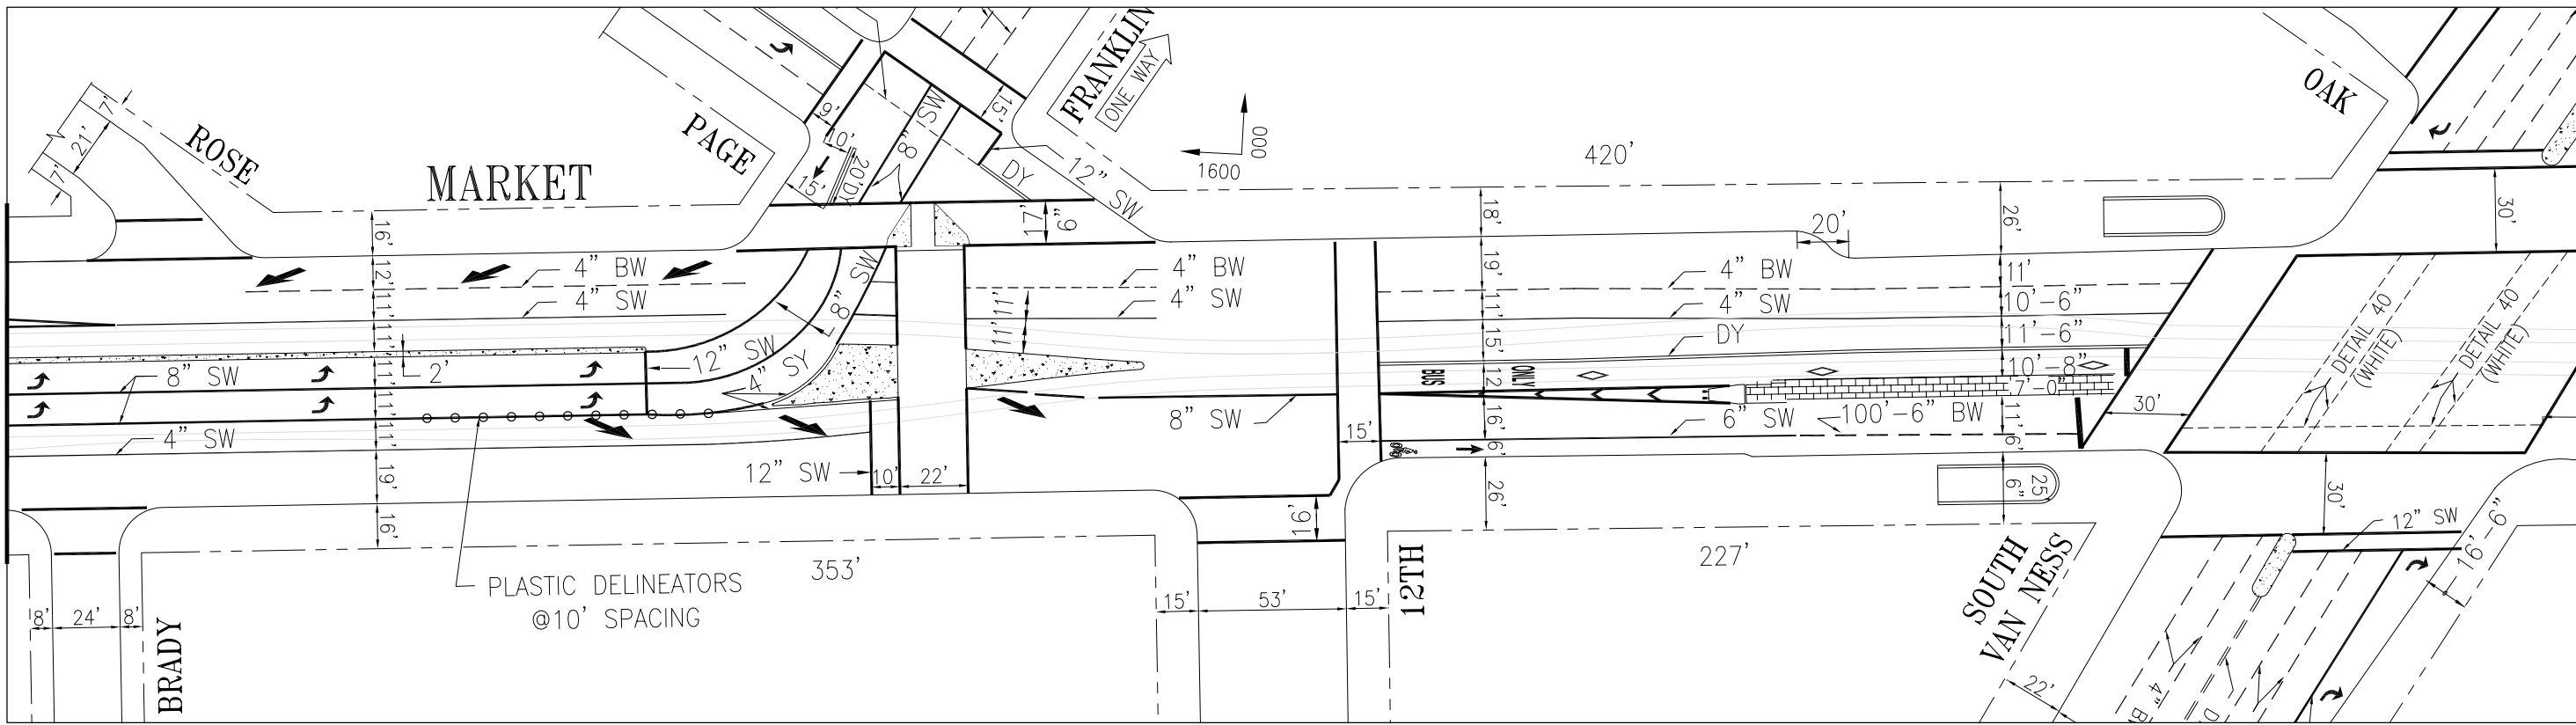 7'
21'
7'
ROSE
MARKET
PAGE
FRANKLIN
ONE WAY
OAK
000
1600
420'
9'
10'
20'DY
15'
8" SW
15'
DY
12" SW
17'
6"
16'
12'
11'
11'
11'
11'
11'
19'
16'
4" BW
4" SW
8" SW
4" SW
2'
12" SW
8" SW
4" SY
12" SW
10'
22'
4" BW
4" SW
11'
11'
8" SW
15'
16'
18'
19'
11'
15'
12'
16'
6'
26'
4" BW
4" SW
DY
BUS
ONLY
6" SW
100'-6" BW
20'
26'
11'
10'-6"
11'-6"
10'-8"
7'-0"
11'
6'
25'
6"
30'
30'
30'
DETAIL 40
(WHITE)
DETAIL 40
(WHITE)
12" SW
16'-6"
353'
227'
PLASTIC DELINEATORS
@10' SPACING
8'
24'
8'
BRADY
15'
53'
15'
12TH
SOUTH
VAN NESS
22'
4" BW